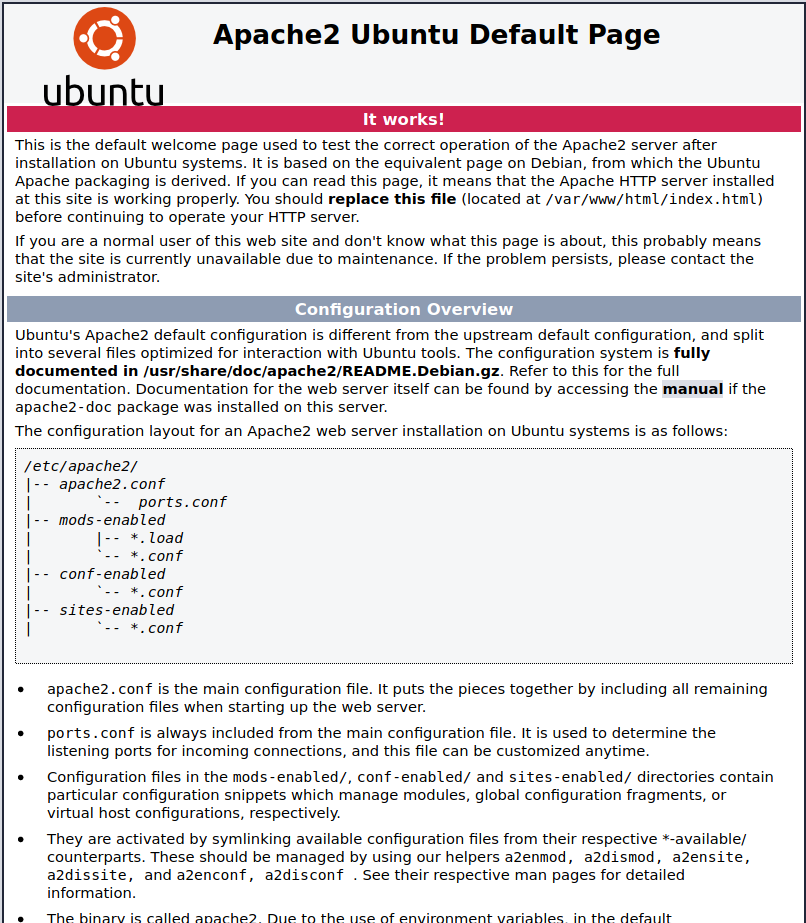 Apache2 Ubuntu Default Page
ubuntu
It works!
This is the default welcome page used to test the correct operation of the Apache2 server after
installation on Ubuntu systems. It is based on the equivalent page on Debian, from which the Ubuntu
Apache packaging is derived. If you can read this page, it means that the Apache HTTP server installed
at this site is working properly. You should replace this file (located at /var/www/html/index.html)
before continuing to operate your HTTP server.
If you are a normal user of this web site and don't know what this page is about, this probably means
that the site is currently unavailable due to maintenance. If the problem persists, please contact the
site's administrator.
Configuration Overview
Ubuntu's Apache2 default configuration is different from the upstream default configuration, and split
into several files optimized for interaction with Ubuntu tools. The configuration system is fully
documented in /usr/share/doc/apache2/README.Debian.gz. Refer to this for the full
documentation. Documentation for the web server itself can be found by accessing the manual if the
apache2-doc package was installed on this server.
The configuration layout for an Apache2 web server installation on Ubuntu systems is as follows:
/etc/apache2/
|-- apache2.conf
|       `--  ports.conf
|-- mods-enabled
|       |-- *.load
|       `-- *.conf
|-- conf-enabled
|       `-- *.conf
|-- sites-enabled
|       `-- *.conf
• apache2.conf is the main configuration file. It puts the pieces together by including all remaining
configuration files when starting up the web server.
• ports.conf is always included from the main configuration file. It is used to determine the
listening ports for incoming connections, and this file can be customized anytime.
• Configuration files in the mods-enabled/, conf-enabled/ and sites-enabled/ directories contain
particular configuration snippets which manage modules, global configuration fragments, or
virtual host configurations, respectively.
• They are activated by symlinking available configuration files from their respective *-available/
counterparts. These should be managed by using our helpers a2enmod, a2dismod, a2ensite,
a2dissite, and a2enconf, a2disconf . See their respective man pages for detailed
information.
• The binary is called apache2. Due to the use of environment variables, in the default